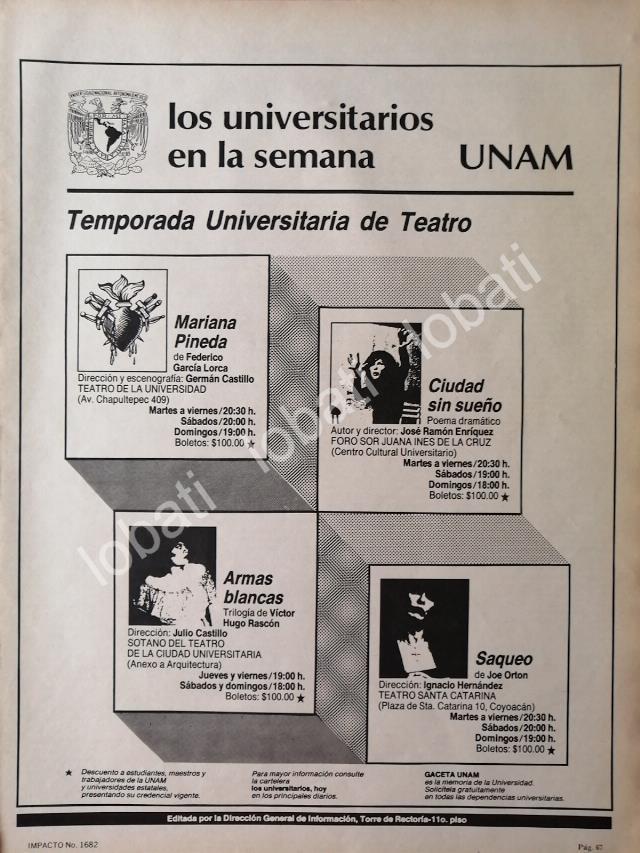 los universitarios
en la semana
UNAM
Temporada Universitaria de Teatro
Mariana
Pineda
de Federico
García Lorca
Dirección y escenografía: Germán Castillo
TEATRO DE LA UNIVERSIDAD
(Av. Chapultepec 409)
Martes a viernes/20:30 h.
Sábados/20:00 h.
Domingos/19:00 h.
Boletos: $100.00 ★
Ciudad
sin sueño
Poema dramático
Autor y director: José Ramón Enríquez
FORO SOR JUANA INES DE LA CRUZ
(Centro Cultural Universitario)
Martes a viernes/20:30 h.
Sábados/19:00 h.
Domingos/18:00 h.
Boletos: $100.00 ★
Armas
blancas
Trilogía de Víctor
Hugo Rascón
Dirección: Julio Castillo
SOTANO DEL TEATRO
DE LA CIUDAD UNIVERSITARIA
(Anexo a Arquitectura)
Jueves y viernes/19:00 h.
Sábados y domingos/18:00 h.
Boletos: $100.00 ★
Saqueo
de Joe Orton
Dirección: Ignacio Hernández
TEATRO SANTA CATARINA
(Plaza de Sta. Catarina 10, Coyoacán)
Martes a viernes/20:30 h.
Sábados/20:00 h.
Domingos/19:00 h.
Boletos: $100.00 ★
★ Descuento a estudiantes, maestros y
trabajadores de la UNAM
y universidades estatales,
presentando su credencial vigente.
Para mayor información consulte
la cartelera
los universitarios, hoy
en los principales diarios.
GACETA UNAM
es la memoria de la Universidad.
Solicítela gratuitamente
en todas las dependencias universitarias.
Editada por la Dirección General de Información, Torre de Rectoría-11o. piso
IMPACTO No. 1682
Pág. 67
lobati
lobati
lobati
lobati